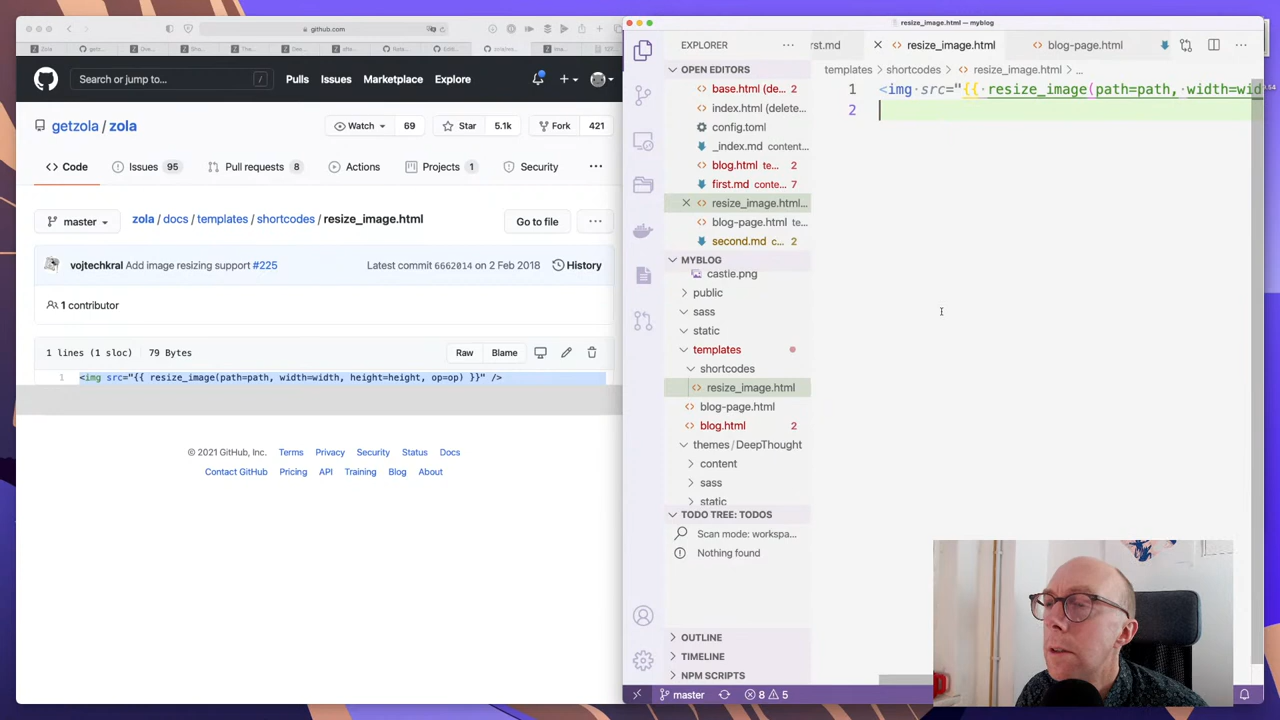 github.com
Zola
Search or jump to...
/
Pulls
Issues
Marketplace
Explore
getzola / zola
Watch
69
Star
5.1k
Fork
421
Code
Issues
95
Pull requests
8
Actions
Projects
1
Security
...
master
zola / docs / templates / shortcodes / resize_image.html
Go to file
...
vojtechkral Add image resizing support #225
Latest commit 6662014 on 2 Feb 2018
History
1 contributor
1 lines (1 sloc)
79 Bytes
Raw
Blame
1 <img src="{{ resize_image(path=path, width=width, height=height, op=op) }}" />
© 2021 GitHub, Inc.
Terms
Privacy
Security
Status
Docs
Contact GitHub
Pricing
API
Training
Blog
About
resize_image.html — myblog
EXPLORER
...
rst.md
resize_image.html
blog-page.html
...
OPEN EDITORS
base.html (de... 2
index.html (delete...
config.toml
_index.md conten...
blog.html te... 2
first.md conte... 7
resize_image.html...
blog-page.html te...
second.md c... 2
MYBLOG
castle.png
public
sass
static
templates
shortcodes
resize_image.html
blog-page.html
blog.html 2
themes / DeepThought
content
sass
static
TODO TREE: TODOS
Scan mode: workspa...
Nothing found
OUTLINE
TIMELINE
NPM SCRIPTS
templates > shortcodes > resize_image.html > ...
1 <img src="{{ resize_image(path=path, width=wid
2
master
8
5